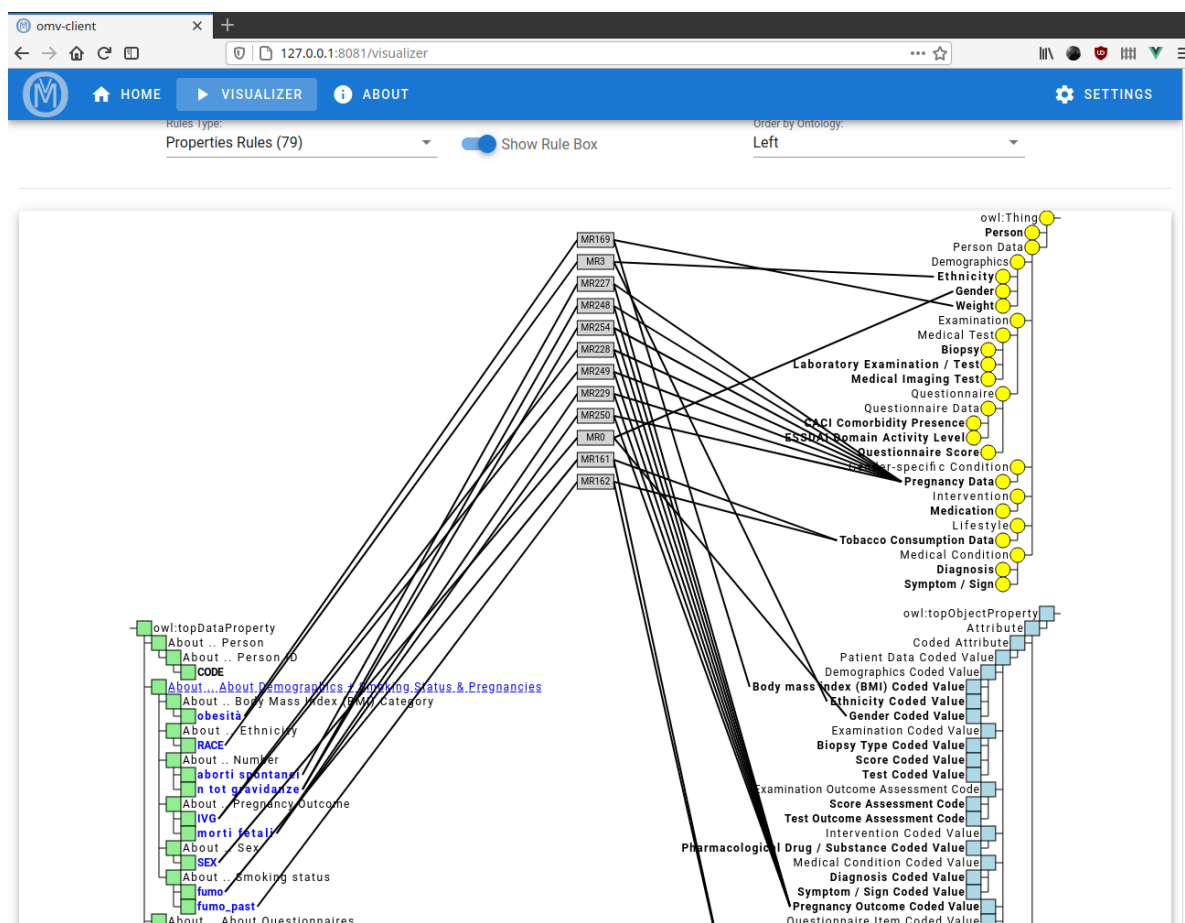 omv-client
127.0.0.1:8081/visualizer
HOME
VISUALIZER
ABOUT
SETTINGS
Rules Type:
Properties Rules (79)
Show Rule Box
Order by Ontology:
Left
MR169
MR3
MR227
MR248
MR254
MR228
MR249
MR229
MR250
MR0
MR161
MR162
owl:Thing
Person
Person Data
Demographics
Ethnicity
Gender
Weight
Examination
Medical Test
Biopsy
Laboratory Examination / Test
Medical Imaging Test
Questionnaire
Questionnaire Data
CACI Comorbidity Presence
ESSDAI Domain Activity Level
Questionnaire Score
Gender-specific Condition
Pregnancy Data
Intervention
Medication
Lifestyle
Tobacco Consumption Data
Medical Condition
Diagnosis
Symptom / Sign
owl:topDataProperty
About .. Person
About .. Person ID
CODE
About .. About Demographics + Smoking Status & Pregnancies
About .. Body Mass Index (BMI) Category
obesità
About .. Ethnicity
RACE
About .. Number
aborti spontanei
n tot gravidanze
About .. Pregnancy Outcome
IVG
morti fetali
About .. Sex
SEX
About .. Smoking status
fumo
fumo_past
About .. About Questionnaires
owl:topObjectProperty
Attribute
Coded Attribute
Patient Data Coded Value
Demographics Coded Value
Body mass index (BMI) Coded Value
Ethnicity Coded Value
Gender Coded Value
Examination Coded Value
Biopsy Type Coded Value
Score Coded Value
Test Coded Value
Examination Outcome Assessment Code
Score Assessment Code
Test Outcome Assessment Code
Intervention Coded Value
Pharmacological Drug / Substance Coded Value
Medical Condition Coded Value
Diagnosis Coded Value
Symptom / Sign Coded Value
Pregnancy Outcome Coded Value
Questionnaire Item Coded Value